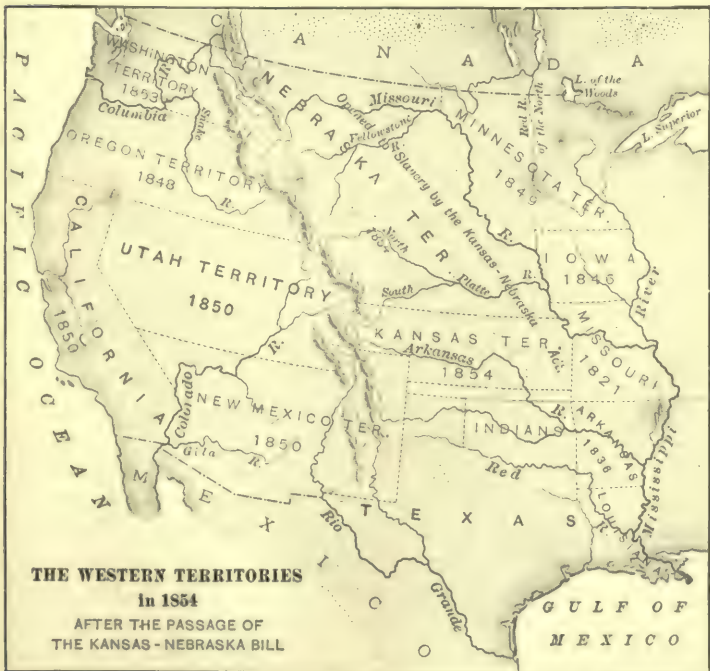 CANADA
PACIFIC OCEAN
WASHINGTON
TERRITORY
1853
Columbia
Snake
R.
OREGON TERRITORY
1848
NEBRASKA TER.
1854
Opened to Slavery by the Kansas-Nebraska Act.
Missouri
R.
Yellowstone
R.
Red R.
of the North
L. of the
Woods
L. Superior
MINNESOTA TER.
1849
IOWA
1846
CALIFORNIA
1850
UTAH TERRITORY
1850
North
South
Platte
R.
KANSAS TER.
1854
Arkansas
R.
MISSOURI
1821
River
Mississippi
Colorado
R.
NEW MEXICO TER.
1850
Gila R.
INDIANS
ARKANSAS
1836
Red
R.
LOUISIANA
TEXAS
MEXICO
Rio
Grande
GULF OF
MEXICO
THE WESTERN TERRITORIES
in 1854
AFTER THE PASSAGE OF
THE KANSAS-NEBRASKA BILL